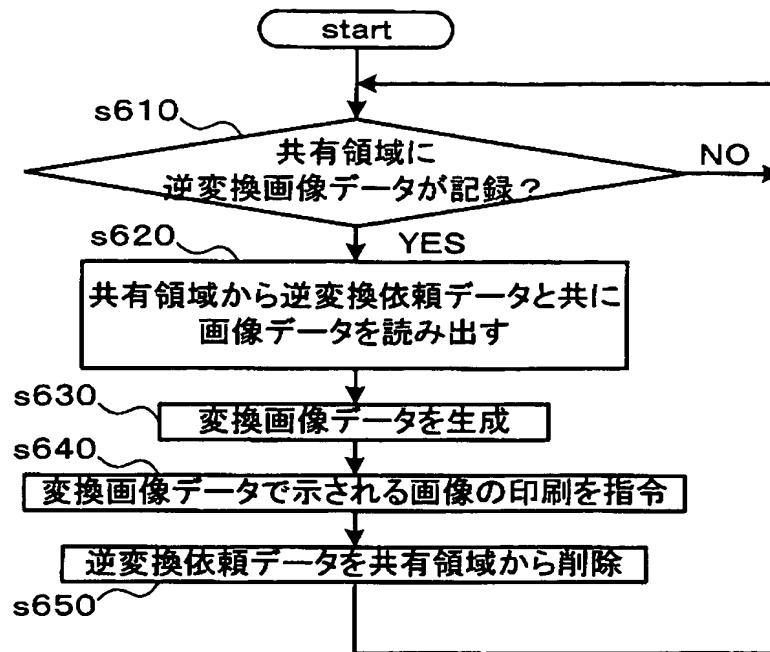 start
s610
共有領域に
逆変換画像データが記録？
NO
s620
YES
共有領域から逆変換依頼データと共に
画像データを読み出す
s630
変換画像データを生成
s640
変換画像データで示される画像の印刷を指令
逆変換依頼データを共有領域から削除
s650